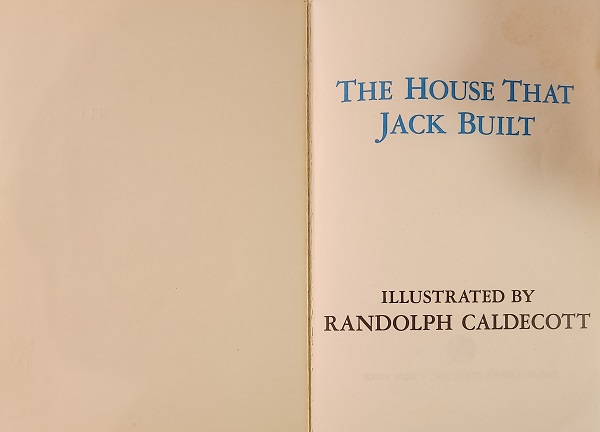 THE HOUSE THAT
JACK BUILT
ILLUSTRATED BY
RANDOLPH CALDECOTT